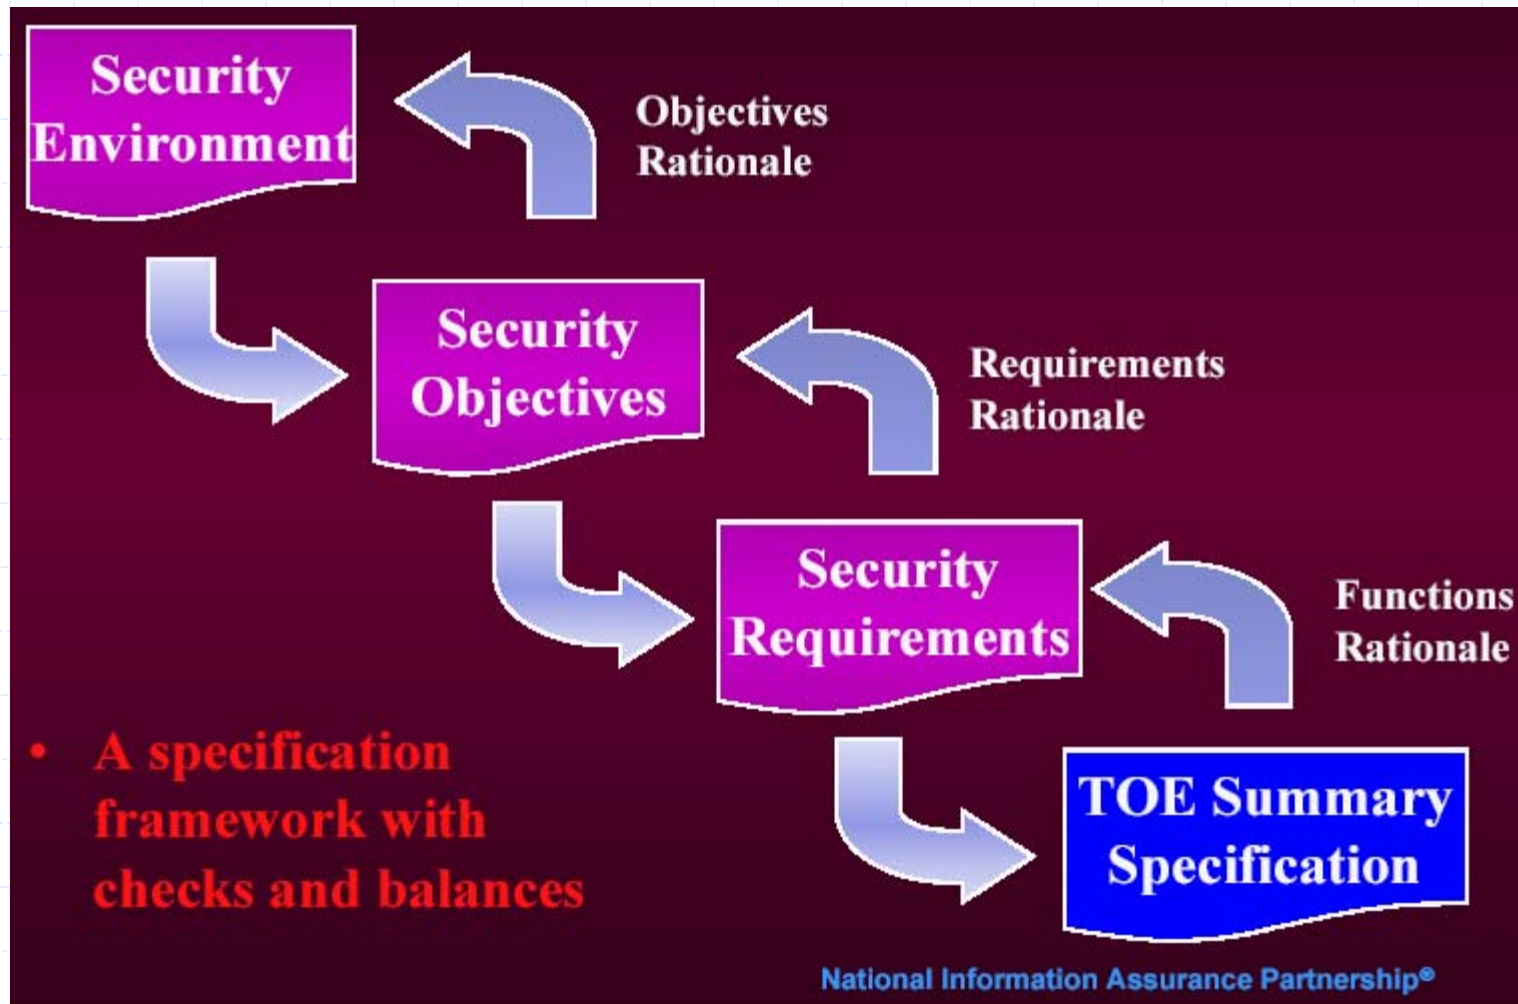 Security
Environment
Objectives
Rationale
Security
Objectives
Requirements
Rationale
Security
Requirements
Functions
Rationale
• A specification
framework with
checks and balances
TOE Summary
Specification
National Information Assurance Partnership®